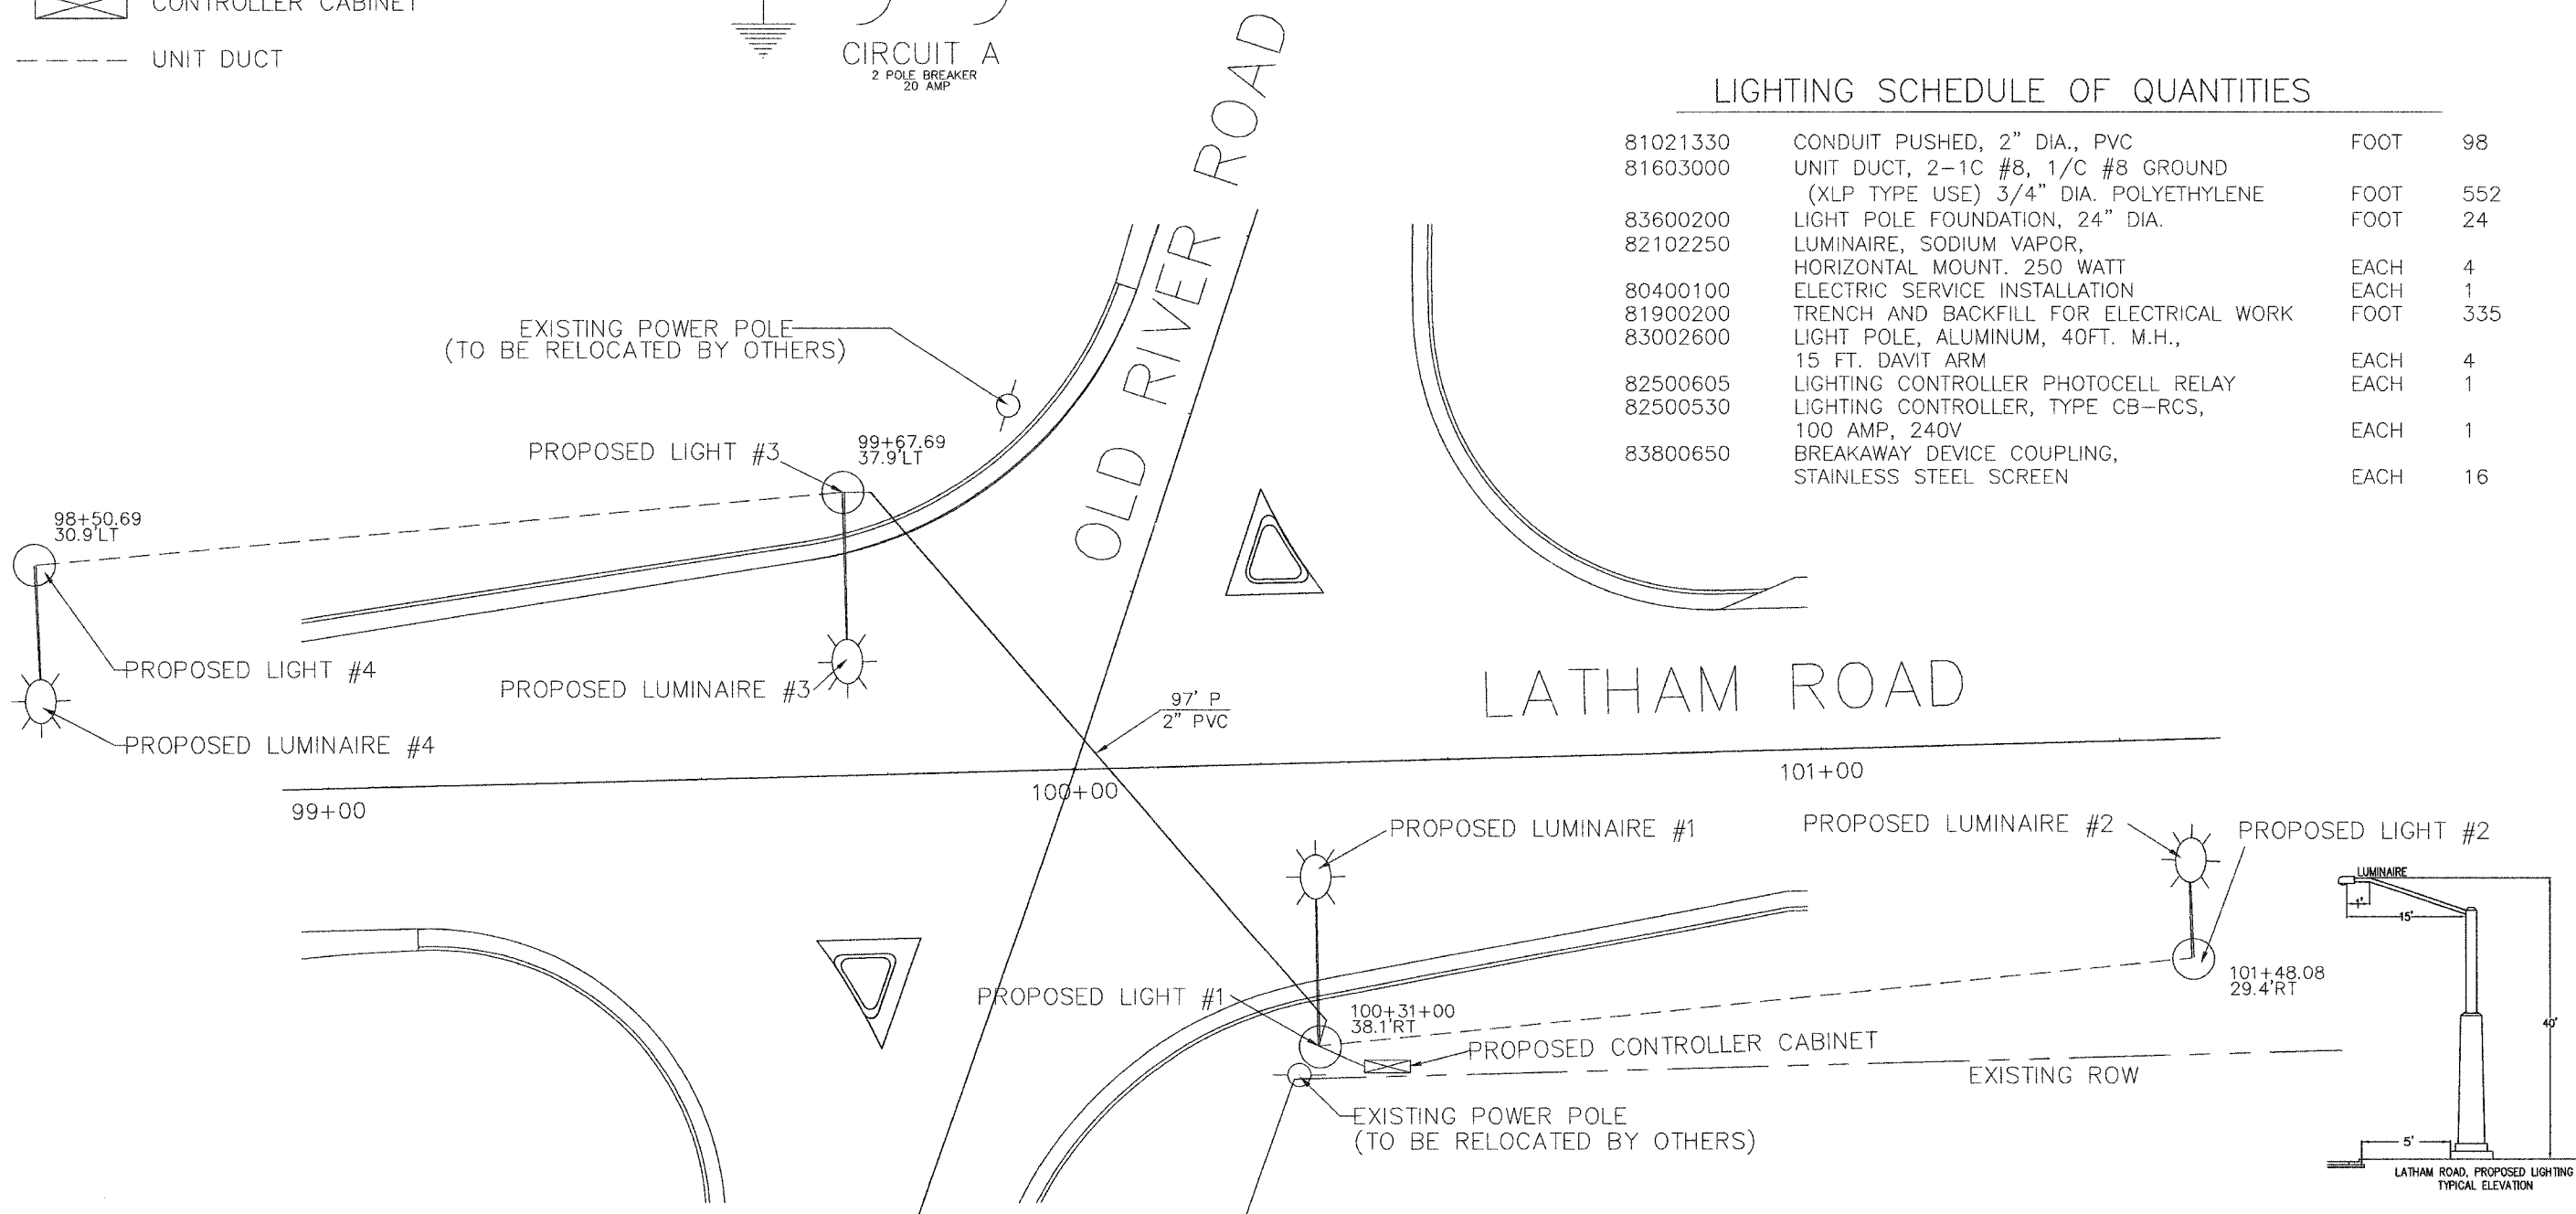 CONTROLLER CABINET
UNIT DUCT
CIRCUIT A
2 POLE BREAKER
20 AMP
LIGHTING SCHEDULE OF QUANTITIES
81021330 CONDUIT PUSHED, 2" DIA., PVC FOOT 98
81603000 UNIT DUCT, 2-1C #8, 1/C #8 GROUND
(XLP TYPE USE) 3/4" DIA. POLYETHYLENE FOOT 552
83600200 LIGHT POLE FOUNDATION, 24" DIA. FOOT 24
82102250 LUMINAIRE, SODIUM VAPOR,
HORIZONTAL MOUNT. 250 WATT EACH 4
80400100 ELECTRIC SERVICE INSTALLATION EACH 1
81900200 TRENCH AND BACKFILL FOR ELECTRICAL WORK FOOT 335
83002600 LIGHT POLE, ALUMINUM, 40FT. M.H.,
15 FT. DAVIT ARM EACH 4
82500605 LIGHTING CONTROLLER PHOTOCELL RELAY EACH 1
82500530 LIGHTING CONTROLLER, TYPE CB-RCS,
100 AMP, 240V EACH 1
83800650 BREAKAWAY DEVICE COUPLING,
STAINLESS STEEL SCREEN EACH 16
OLD RIVER ROAD
EXISTING POWER POLE
(TO BE RELOCATED BY OTHERS)
PROPOSED LIGHT #3
99+67.69
37.9'LT
98+50.69
30.9'LT
PROPOSED LIGHT #4
PROPOSED LUMINAIRE #3
PROPOSED LUMINAIRE #4
97' P
2" PVC
LATHAM ROAD
99+00
100+00
101+00
PROPOSED LUMINAIRE #1
PROPOSED LUMINAIRE #2
PROPOSED LIGHT #2
PROPOSED LIGHT #1
100+31+00
38.1'RT
101+48.08
29.4'RT
PROPOSED CONTROLLER CABINET
EXISTING ROW
EXISTING POWER POLE
(TO BE RELOCATED BY OTHERS)
LUMINAIRE
1'
15'
40'
5'
LATHAM ROAD, PROPOSED LIGHTING
TYPICAL ELEVATION